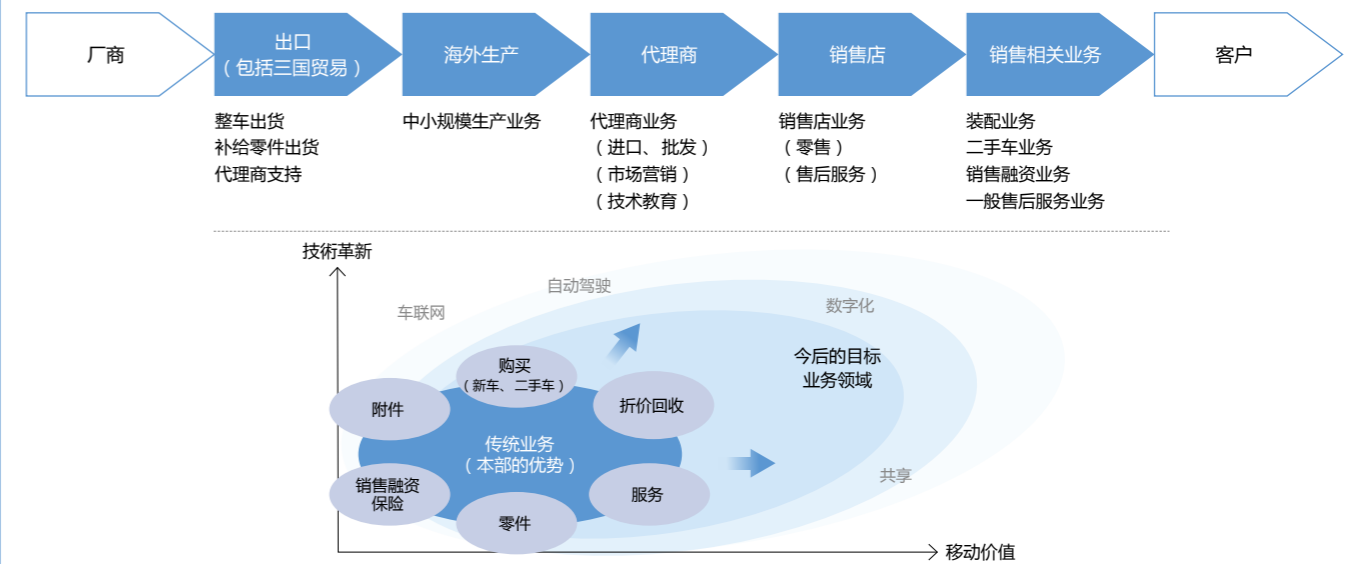 厂商
出口
（包括三国贸易）
海外生产
代理商
销售店
销售相关业务
客户
整车出货
补给零件出货
代理商支持
中小规模生产业务
代理商业务
（进口、批发）
（市场营销）
（技术教育）
销售店业务
（零售）
（售后服务）
装配业务
二手车业务
销售融资业务
一般售后服务业务
技術革新
自动驾驶
车联网
数字化
今后的目标
业务领域
购买
（新车、二手车）
附件
折价回收
传统业务
（本部的优势）
共享
销售融资
保险
服务
零件
移动价值